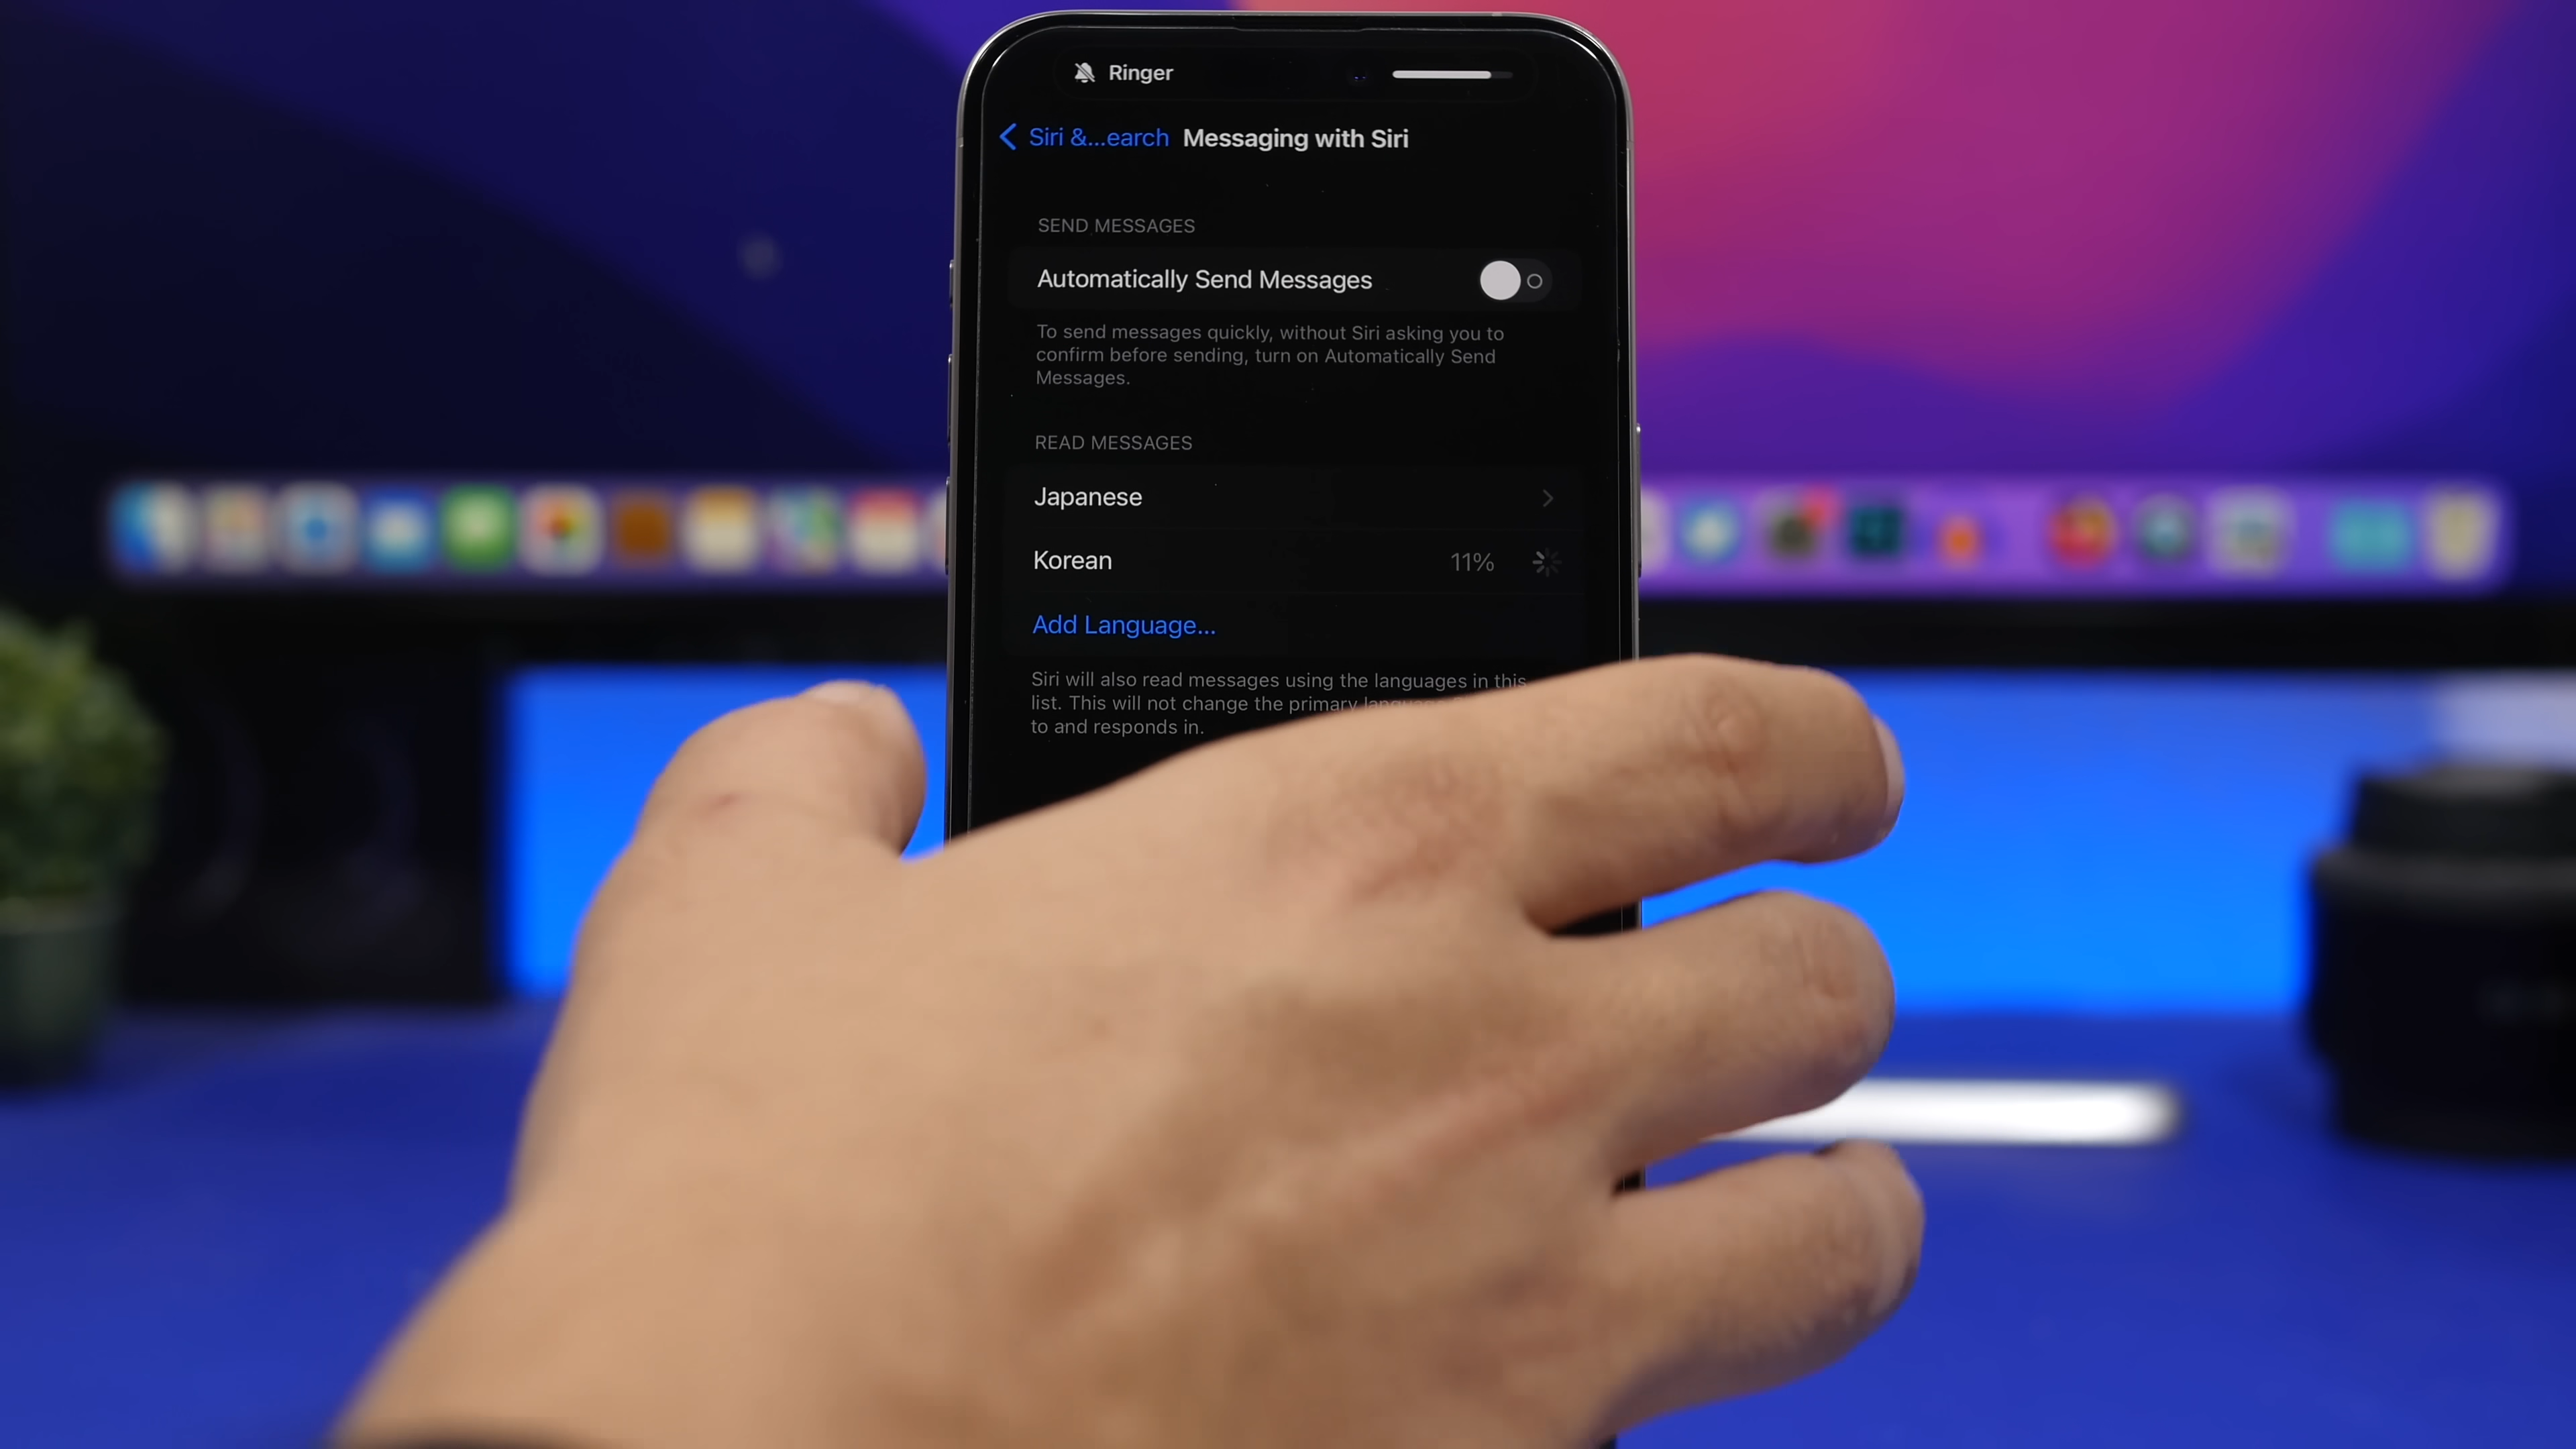 Ringer
Siri &...earch Messaging with Siri
SEND MESSAGES
Automatically Send Messages
To send messages quickly, without Siri asking you to
confirm before sending, turn on Automatically Send
Messages.
READ MESSAGES
Japanese
Korean 11%
Add Language...
Siri will also read messages using the languages in this
list. This will not change the primary
to and responds in.